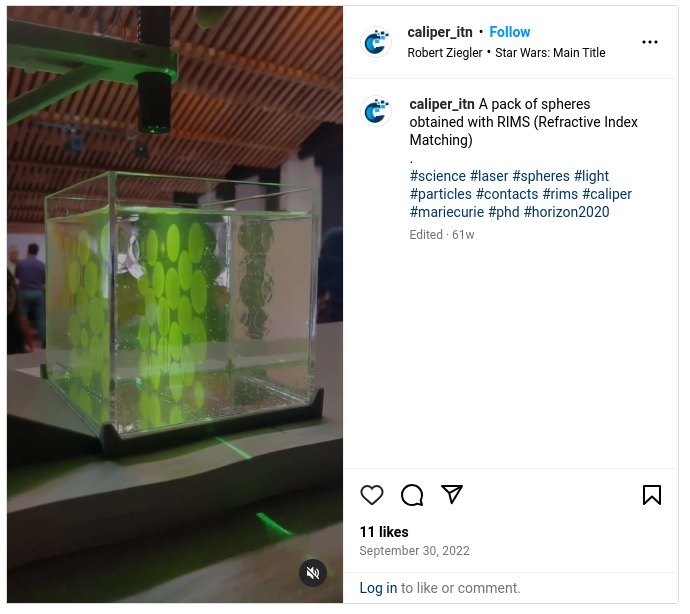 caliper_itn • Follow
Robert Ziegler • Star Wars: Main Title
caliper_itn A pack of spheres
obtained with RIMS (Refractive Index
Matching)
.
#science #laser #spheres #light
#particles #contacts #rims #caliper
#mariecurie #phd #horizon2020
Edited · 61w
11 likes
September 30, 2022
Log in to like or comment.